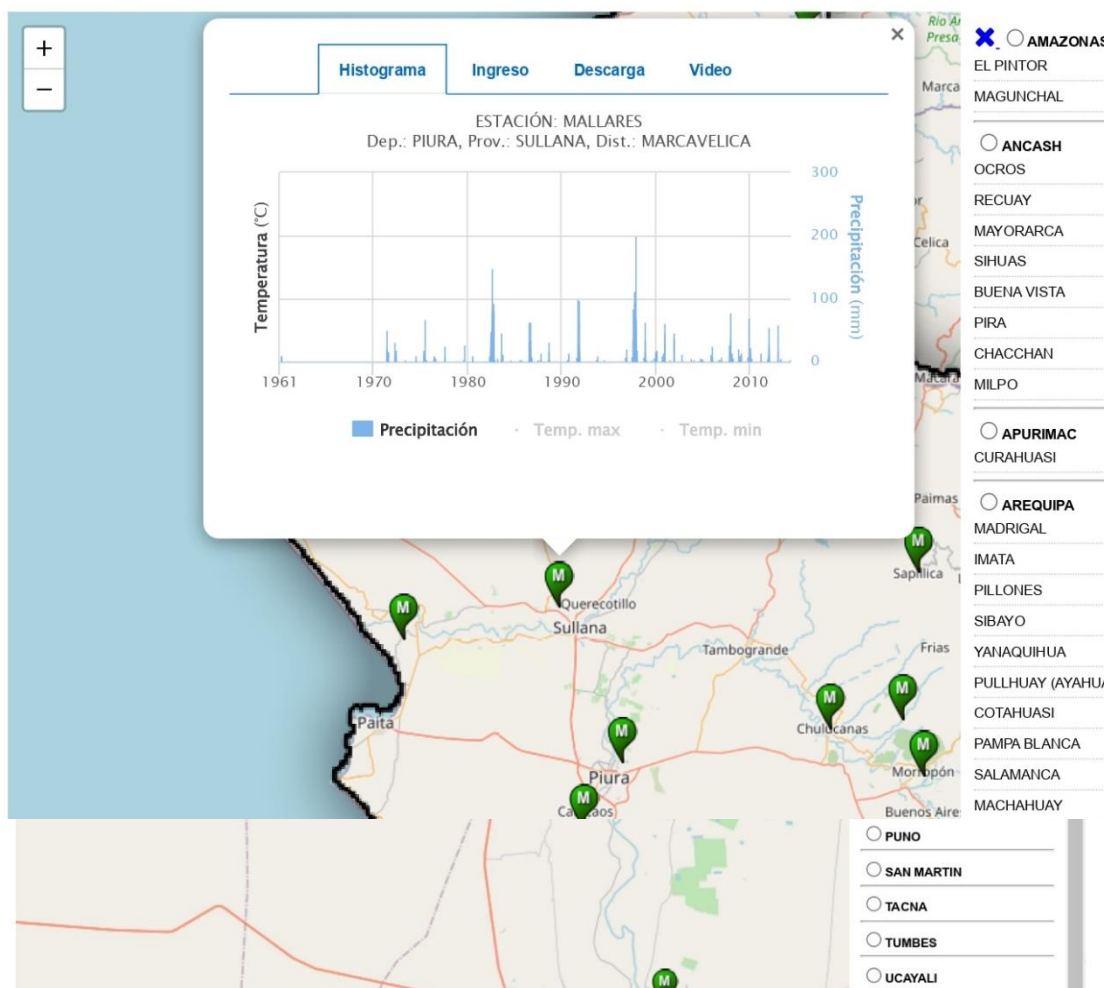 +
−
×
Histograma Ingreso Descarga Video
ESTACIÓN: MALLARES
Dep.: PIURA, Prov.: SULLANA, Dist.: MARCAVELICA
Temperatura (°C)
300
200
100
0
Precipitación (mm)
1961 1970 1980 1990 2000 2010
Precipitación Temp. max Temp. min
Celica
Paimas
M
Sapillica
M
M
Querecotillo
Sullana
Tambogrande
Frias
Paita
M
Chulucanas
M
M
Piura
M
Morropón
M
Buenos Aire
M
AMAZONAS
EL PINTOR
MAGUNCHAL
ANCASH
OCROS
RECUAY
MAYORARCA
SIHUAS
BUENA VISTA
PIRA
CHACCHAN
MILPO
APURIMAC
CURAHUASI
AREQUIPA
MADRIGAL
IMATA
PILLONES
SIBAYO
YANAQUIHUA
PULLHUAY (AYAHUA
COTAHUASI
PAMPA BLANCA
SALAMANCA
MACHAHUAY
PUNO
SAN MARTIN
TACNA
TUMBES
UCAYALI